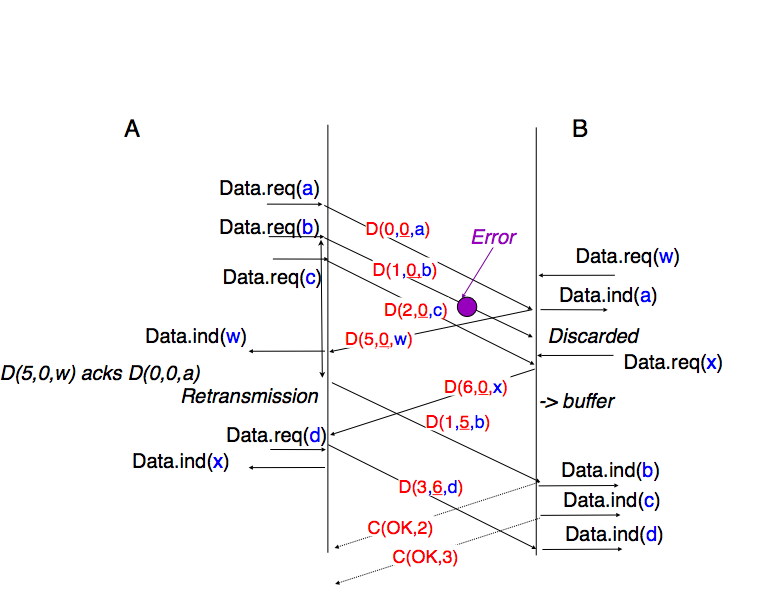 A
B
Data.req(a)
Data.req(b)
D(0,0,a)
Error
Data.req(w)
D(1,0,b)
Data.req(c)
Data.ind(a)
D(2,0,c)
Data.ind(w)
D(5,0,w)
Discarded
Data.req(x)
D(5,0,w) acks D(0,0,a)
D(6,0,x)
Retransmission
-> buffer
D(1,5,b)
Data.req(d)
Data.ind(x)
Data.ind(b)
D(3,6,d)
Data.ind(c)
C(OK,2)
Data.ind(d)
C(OK,3)